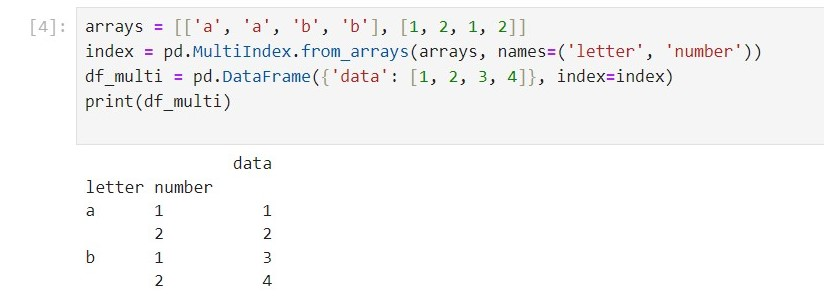 [4]: arrays = [['a', 'a', 'b', 'b'], [1, 2, 1, 2]]
index = pd.MultiIndex.from_arrays(arrays, names=('letter', 'number'))
df_multi = pd.DataFrame({'data': [1, 2, 3, 4]}, index=index)
print(df_multi)
data
letter number
a 1 1
2 2
b 1 3
2 4